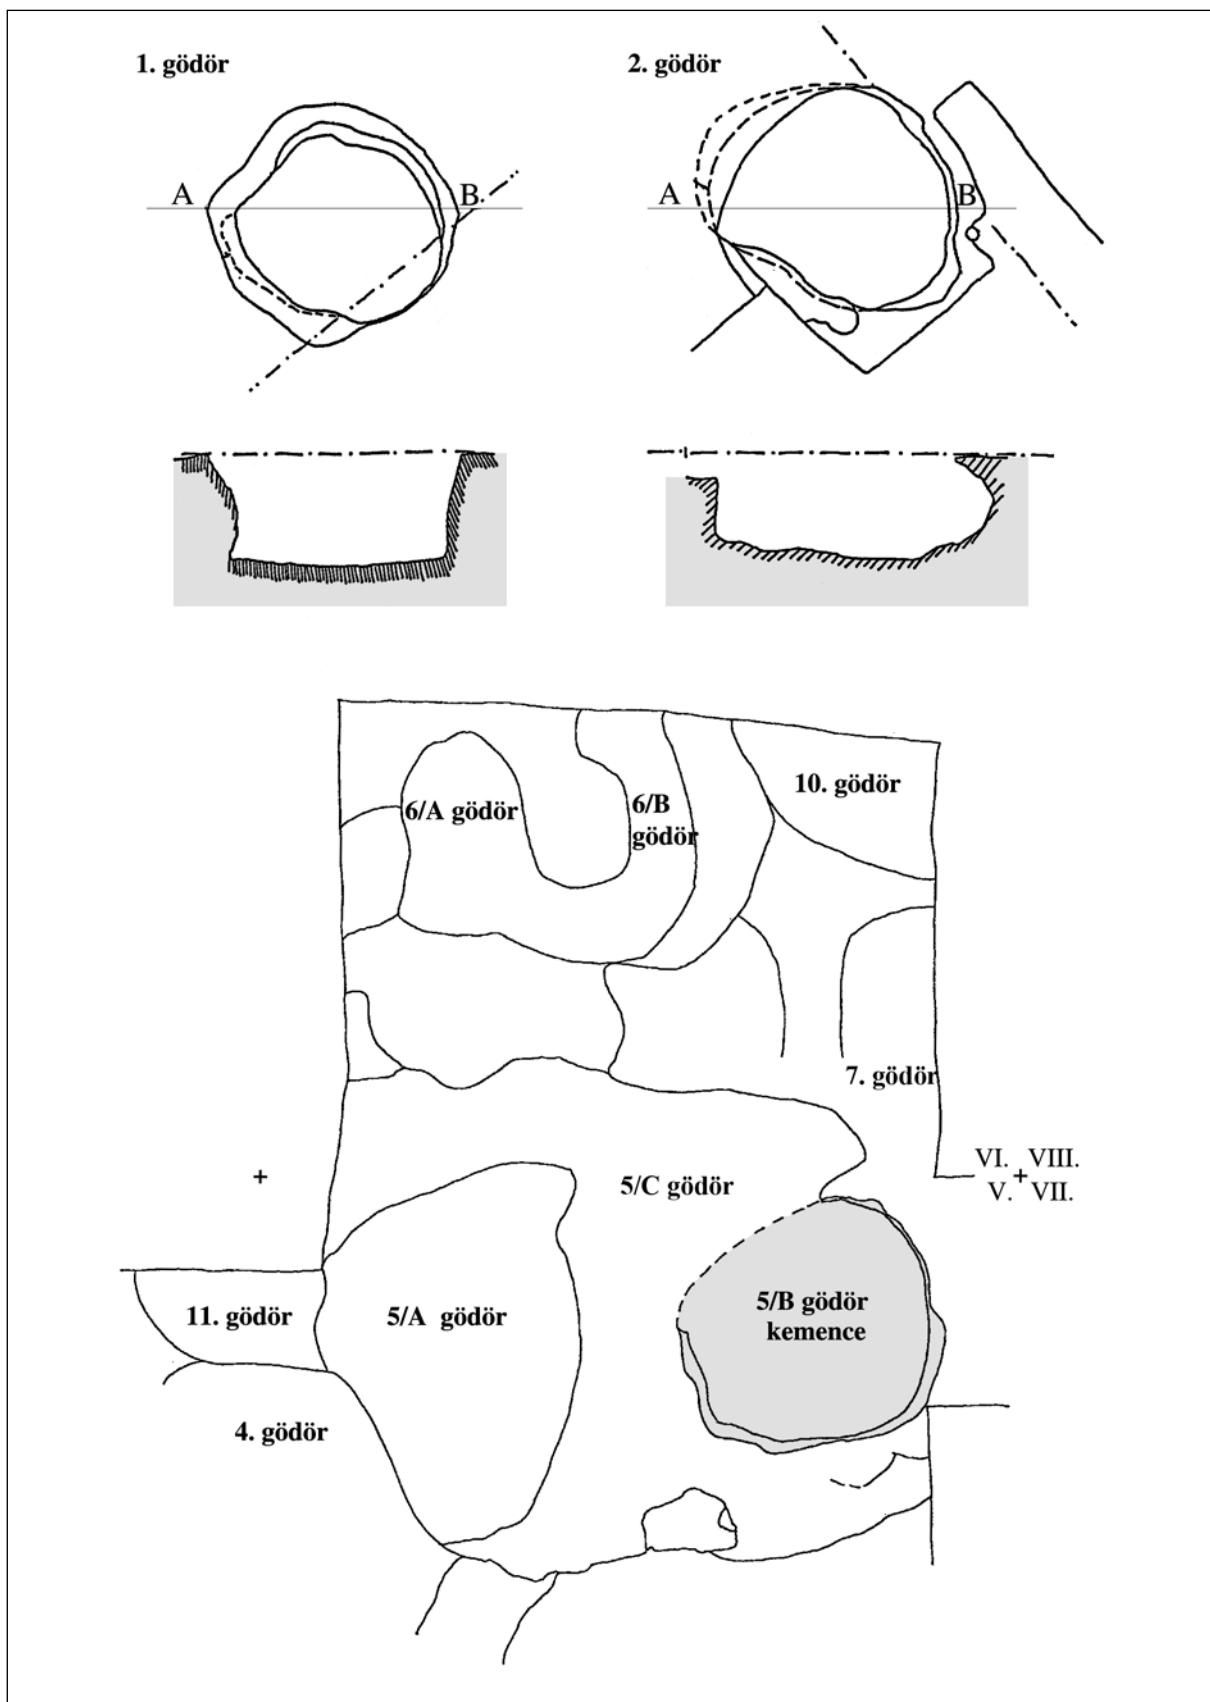 1. gödör
2. gödör
A B
A B
10. gödör
6/A gödör
6/B
gödör
7. gödör
VI. VIII.
+ +
V. VII.
5/C gödör
11. gödör
5/A gödör
5/B gödör
kemence
4. gödör